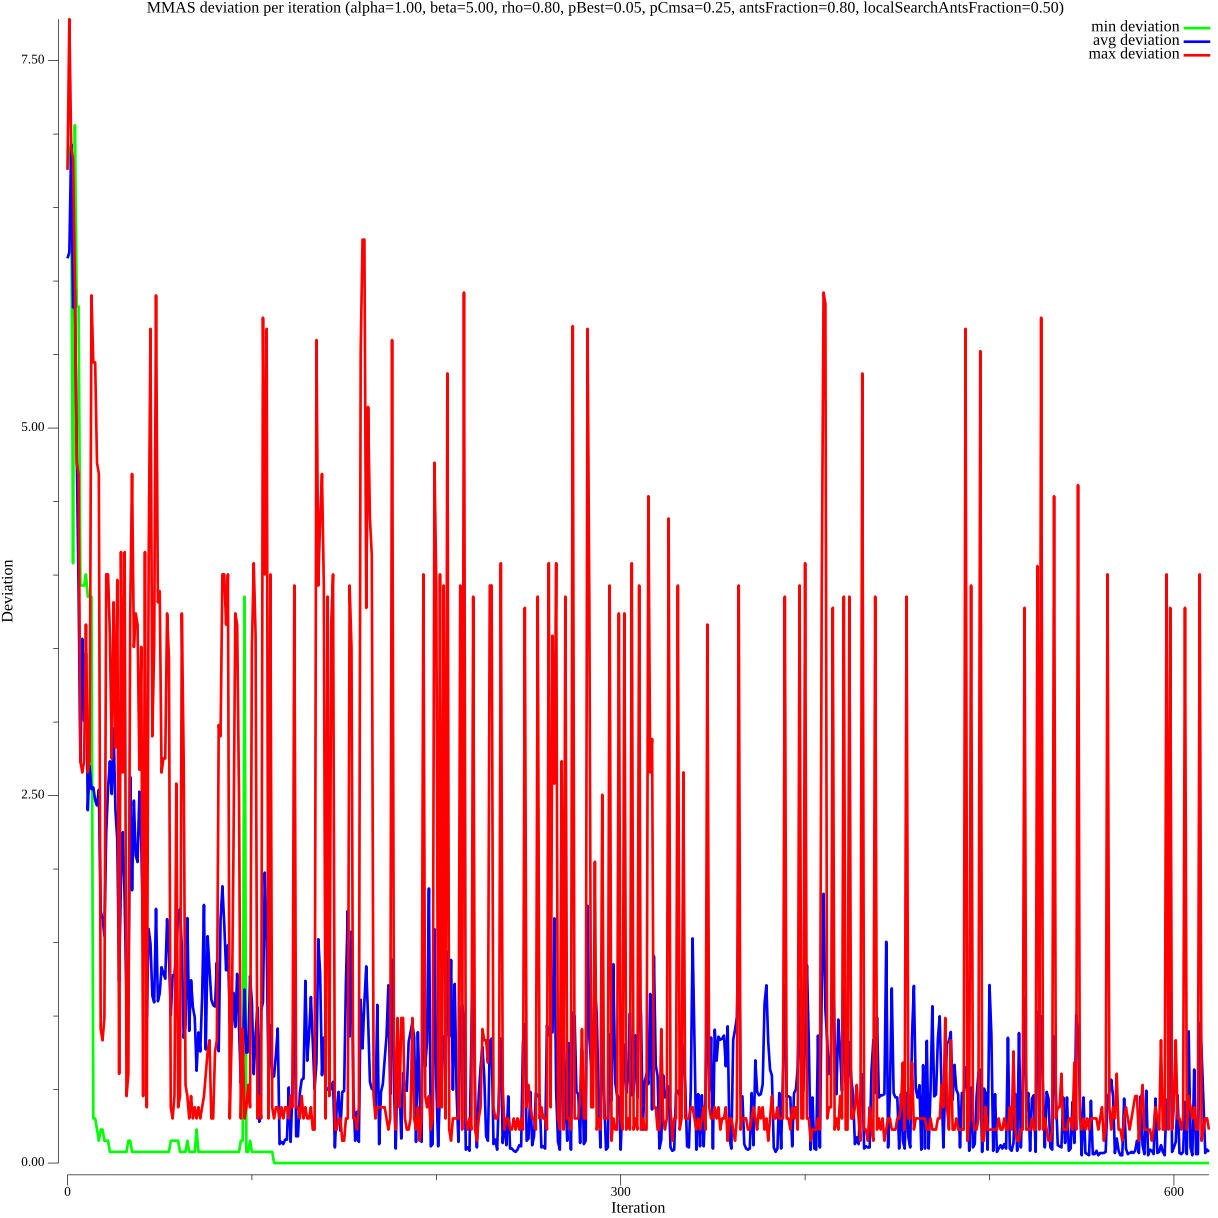 MMAS deviation per iteration (alpha=1.00, beta=5.00, rho=0.80, pBest=0.05, pCmsa=0.25, antsFraction=0.80, localSearchAntsFraction=0.50)
min deviation
avg deviation
max deviation
7.50
5.00
2.50
0.00
Deviation
0
300
600
Iteration